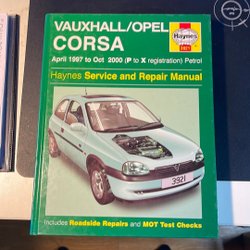 VAUXHALL/OPEL
CORSA
April 1997 to Oct 2000 (P to X registration) Petrol
Haynes
3921
Haynes Service and Repair Manual
3921
Includes Roadside Repairs and MOT Test Checks